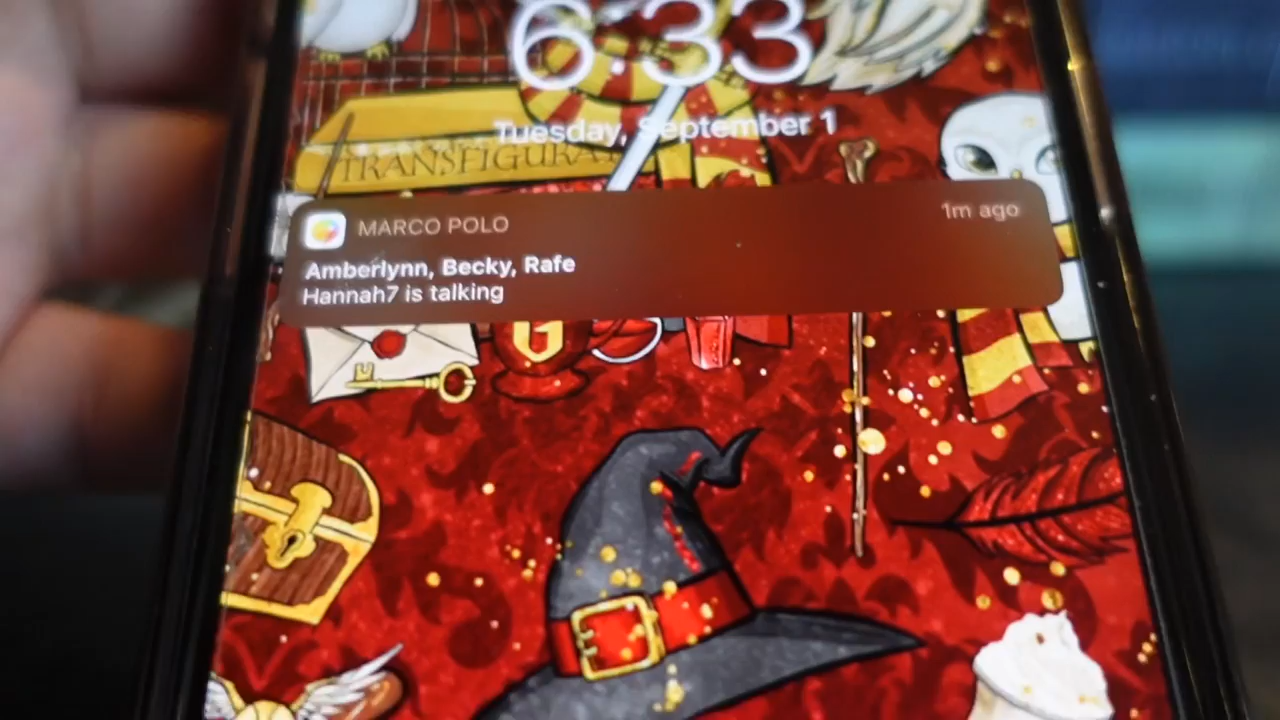 6:33
Tuesday, September 1
TRANSFIGURA
MARCO POLO
1m ago
Amberlynn, Becky, Rafe
Hannah7 is talking
G